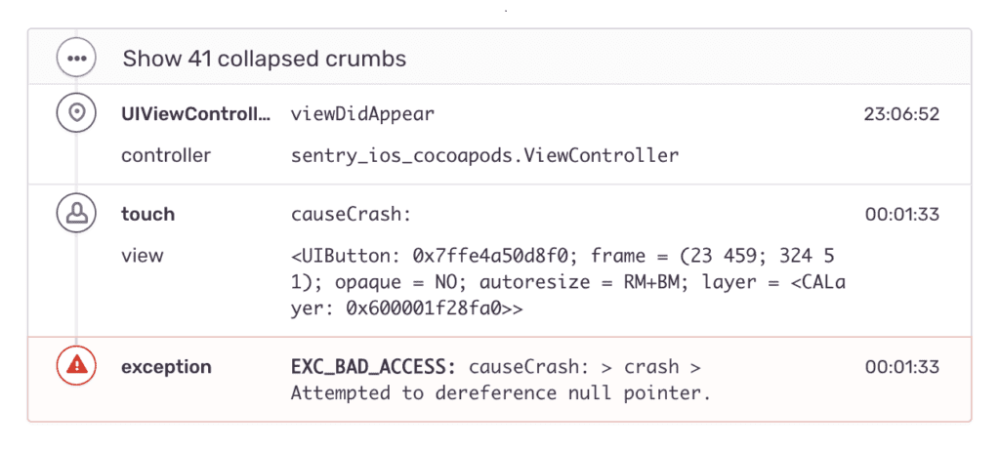 Show 41 collapsed crumbs
UIViewControll… viewDidAppear 23:06:52
controller sentry_ios_cocoapods.ViewController
touch causeCrash: 00:01:33
view <UIButton: 0x7ffe4a50d8f0; frame = (23 459; 324 5
1); opaque = NO; autoresize = RM+BM; layer = <CALa
yer: 0x600001f28fa0>>
exception EXC_BAD_ACCESS: causeCrash: > crash > 00:01:33
Attempted to dereference null pointer.